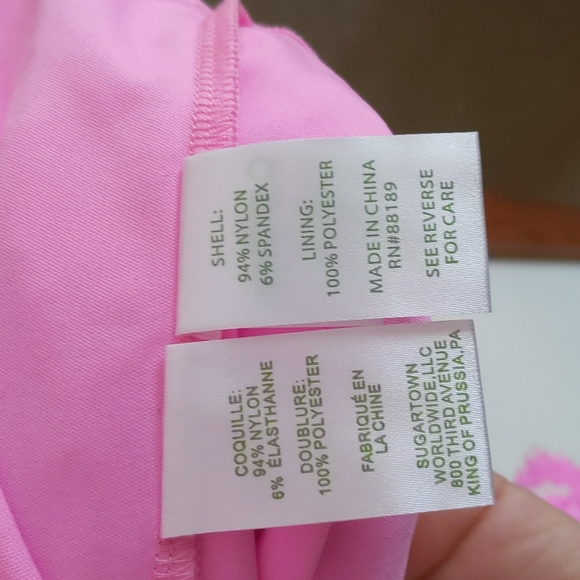 SHELL:
94% NYLON
6% SPANDEX
LINING:
100% POLYESTER
MADE IN CHINA
RN#88189
SEE REVERSE
FOR CARE
COQUILLE:
94% NYLON
6% ÉLASTHANNE
DOUBLURE:
100% POLYESTER
FABRIQUÉ EN
LA CHINE
SUGARTOWN
WORLDWIDE,LLC
800 THIRD AVENUE
KING OF PRUSSIA,PA